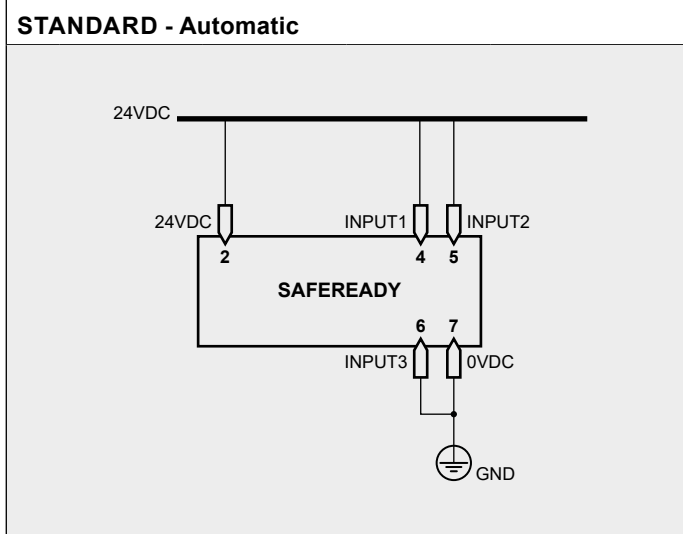 STANDARD - Automatic
24VDC
24VDC INPUT1 INPUT2
2 4 5
SAFEREADY
6 7
INPUT3 0VDC
GND